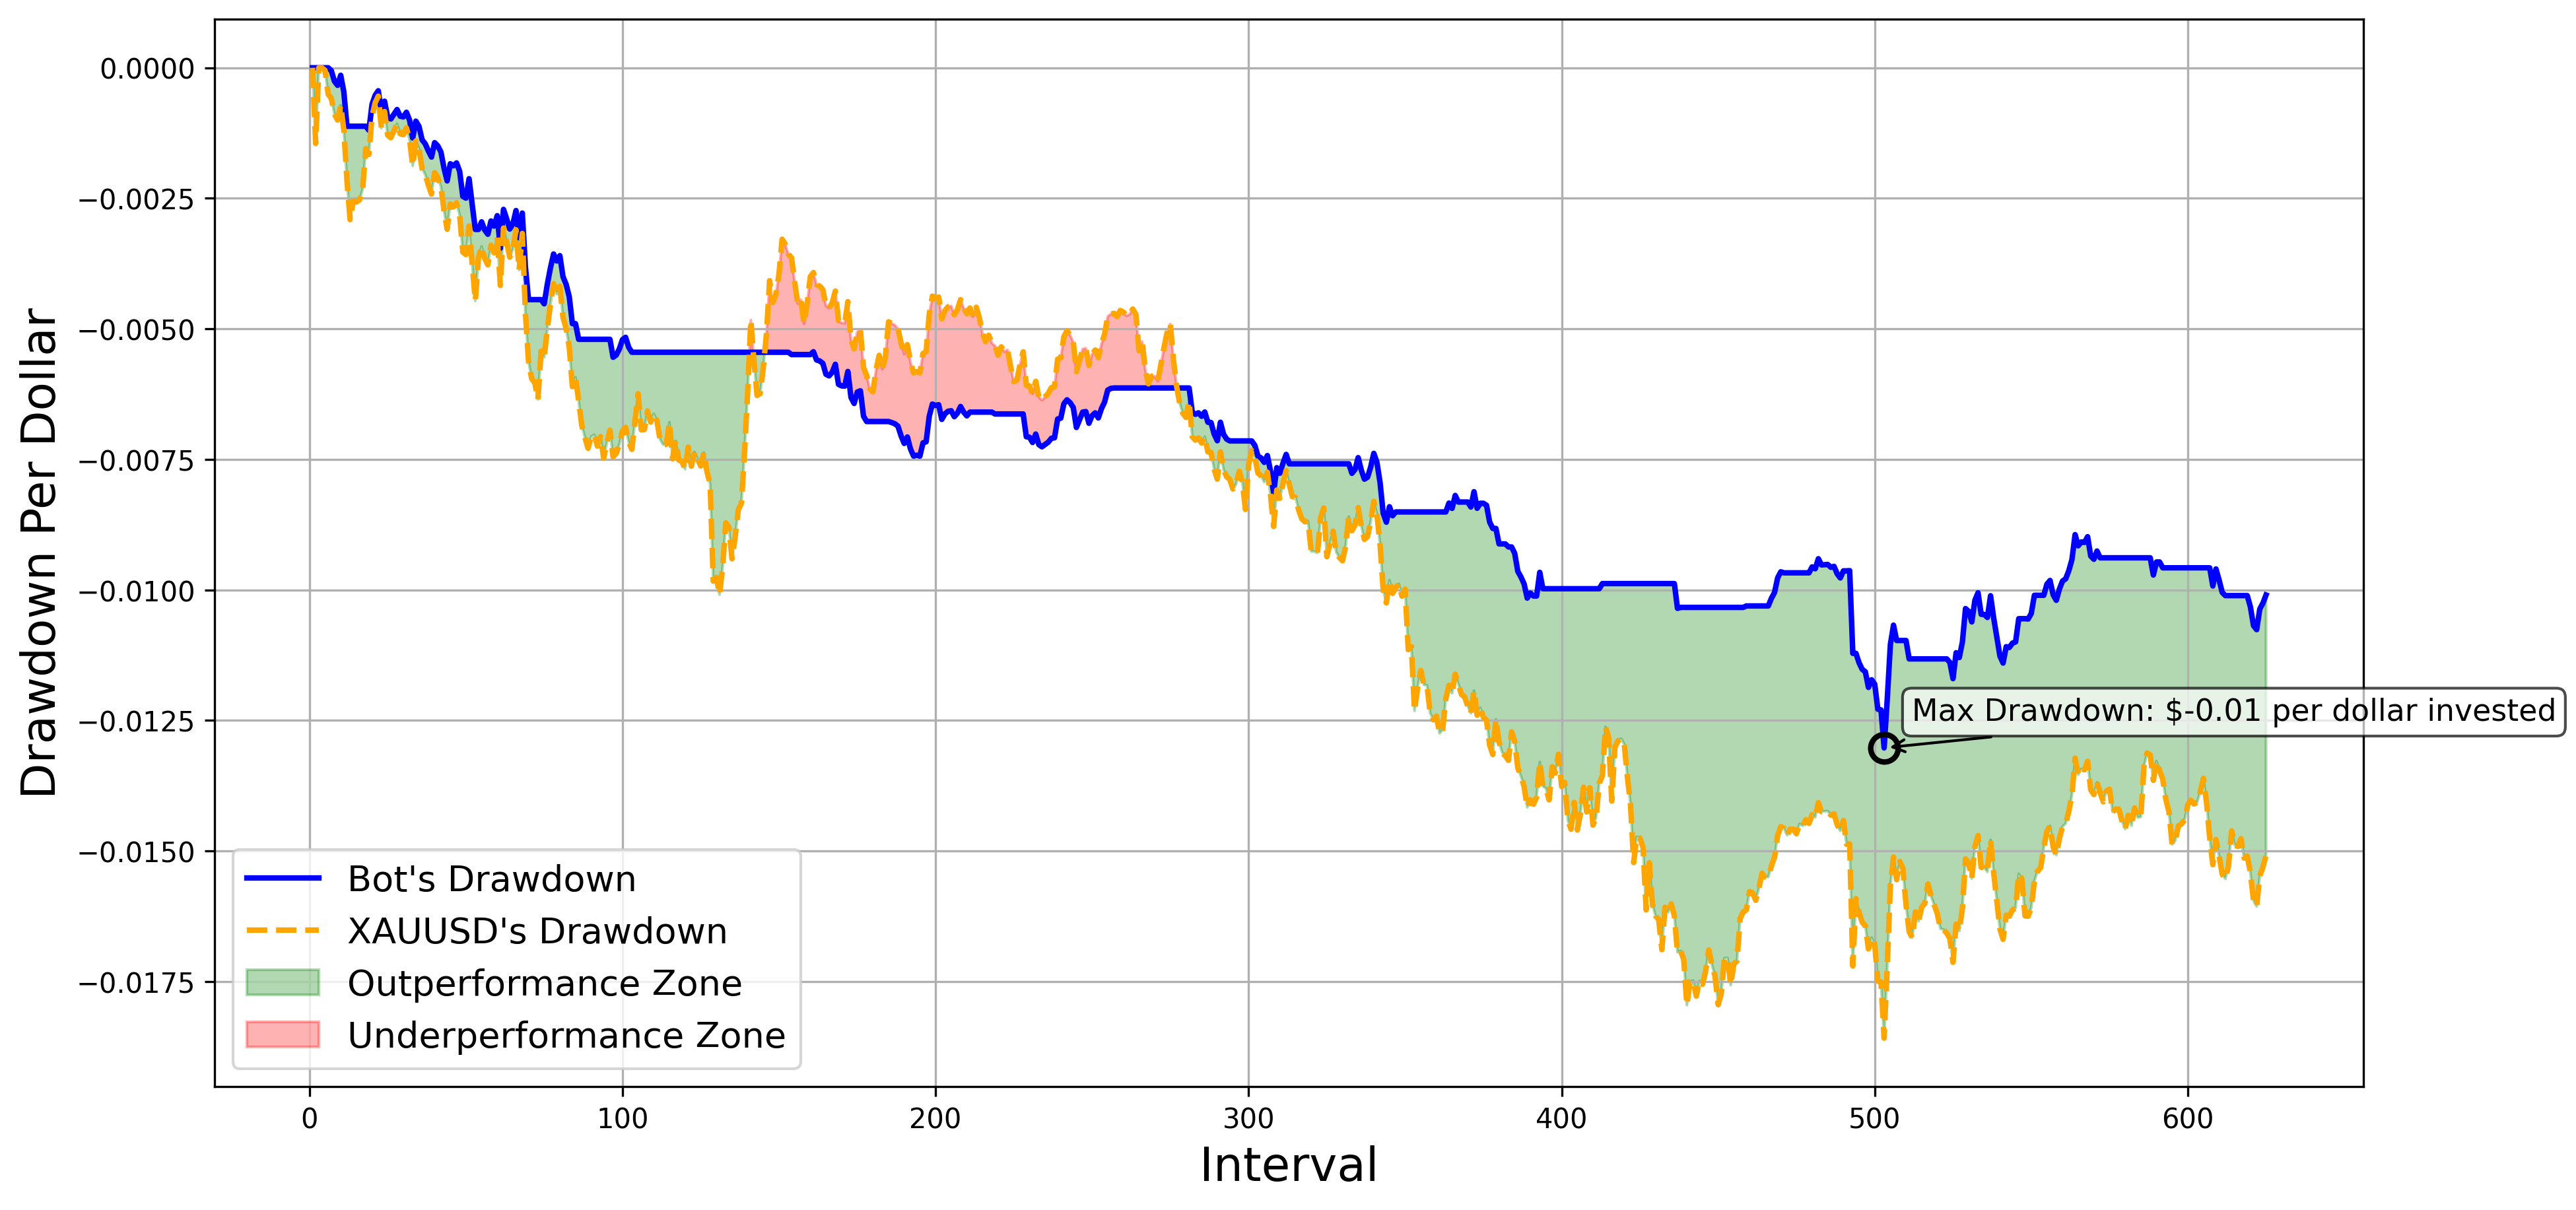 Drawdown Per Dollar
0.0000
−0.0025
−0.0050
−0.0075
−0.0100
−0.0125
−0.0150
−0.0175
Max Drawdown: $-0.01 per dollar invested
Bot's Drawdown
XAUUSD's Drawdown
Outperformance Zone
Underperformance Zone
0 100 200 300 400 500 600
Interval